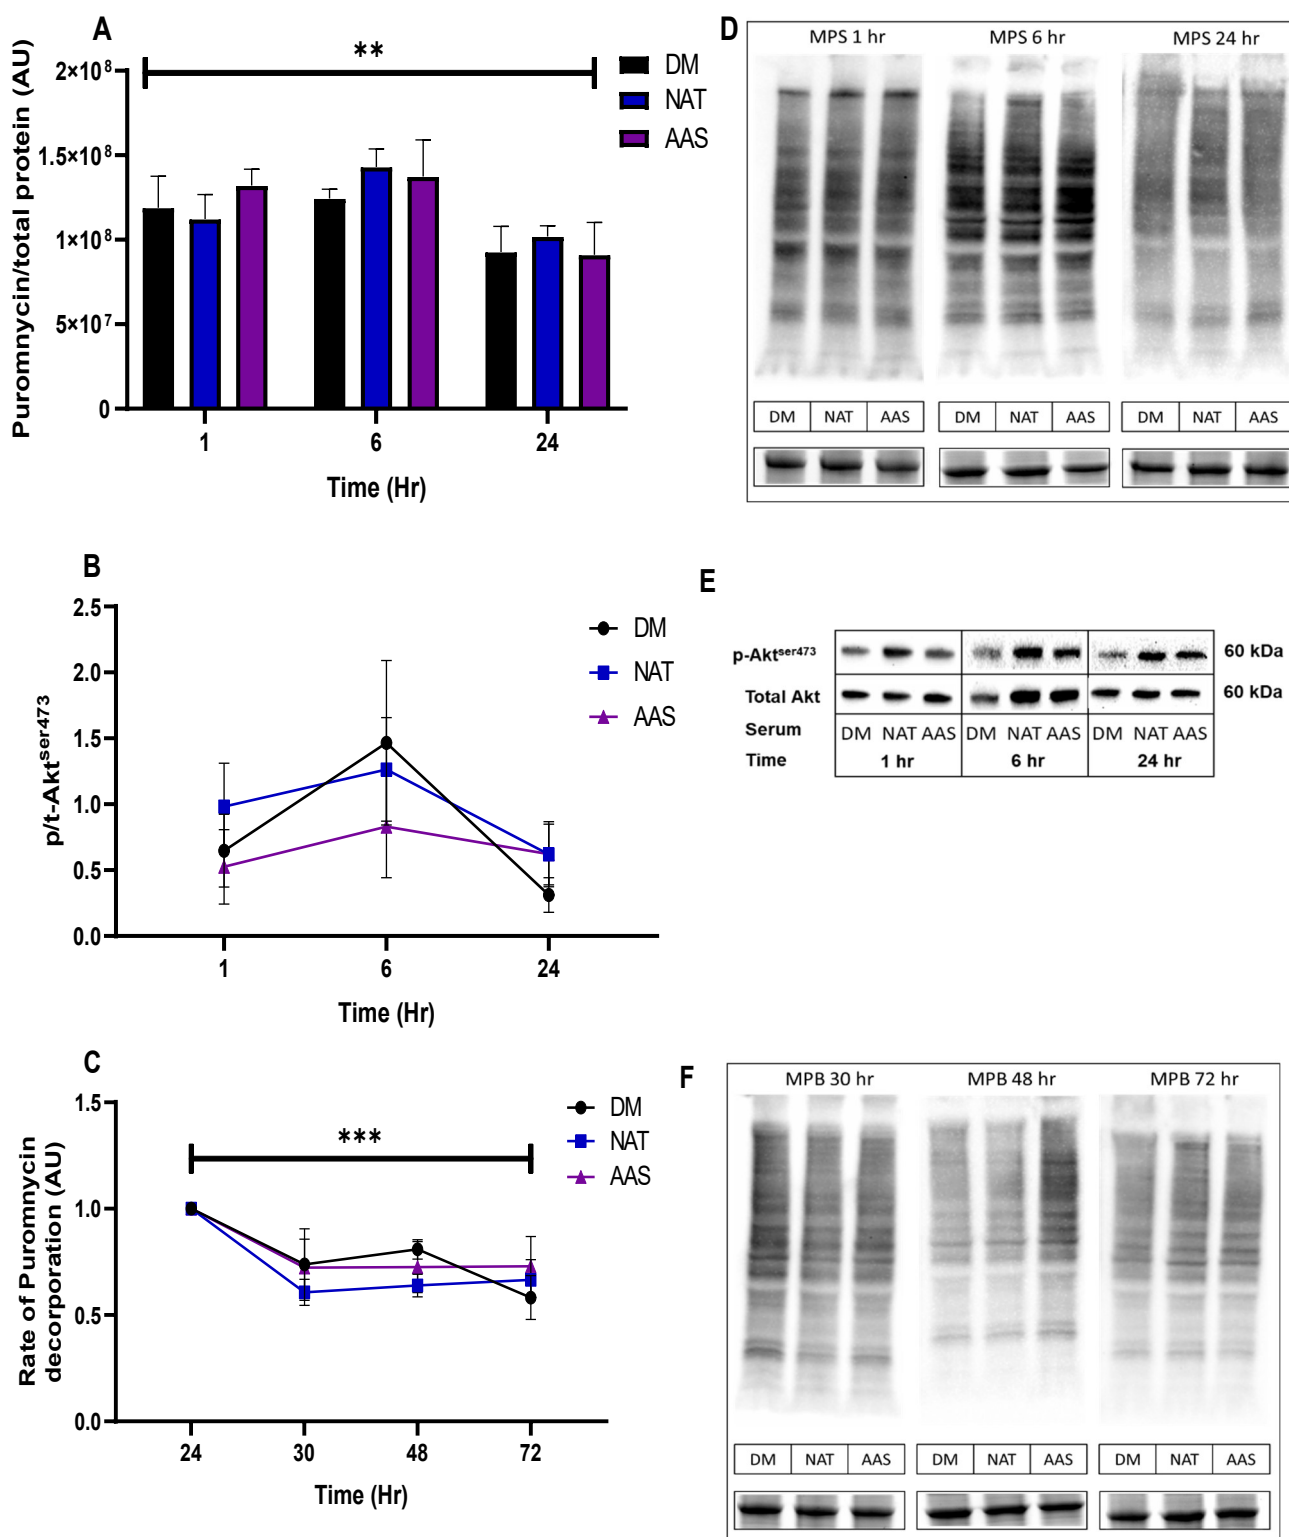 A
**
Puromnycin/total protein (AU)
2×10⁸
1.5×10⁸
1×10⁸
5×10⁷
0
1 6 24
Time (Hr)
DM
NAT
AAS
B
p/t-Aktser473
2.5
2.0
1.5
1.0
0.5
0.0
1 6 24
Time (Hr)
DM
NAT
AAS
C
***
Rate of Puromnycin
decorporation (AU)
1.5
1.0
0.5
0.0
24 30 48 72
Time (Hr)
DM
NAT
AAS
D
MPS 1 hr MPS 6 hr MPS 24 hr
DM NAT AAS DM NAT AAS DM NAT AAS
E
p-Aktser473 60 kDa
Total Akt 60 kDa
Serum DM NAT AAS DM NAT AAS DM NAT AAS
Time 1 hr 6 hr 24 hr
F
MPB 30 hr MPB 48 hr MPB 72 hr
DM NAT AAS DM NAT AAS DM NAT AAS